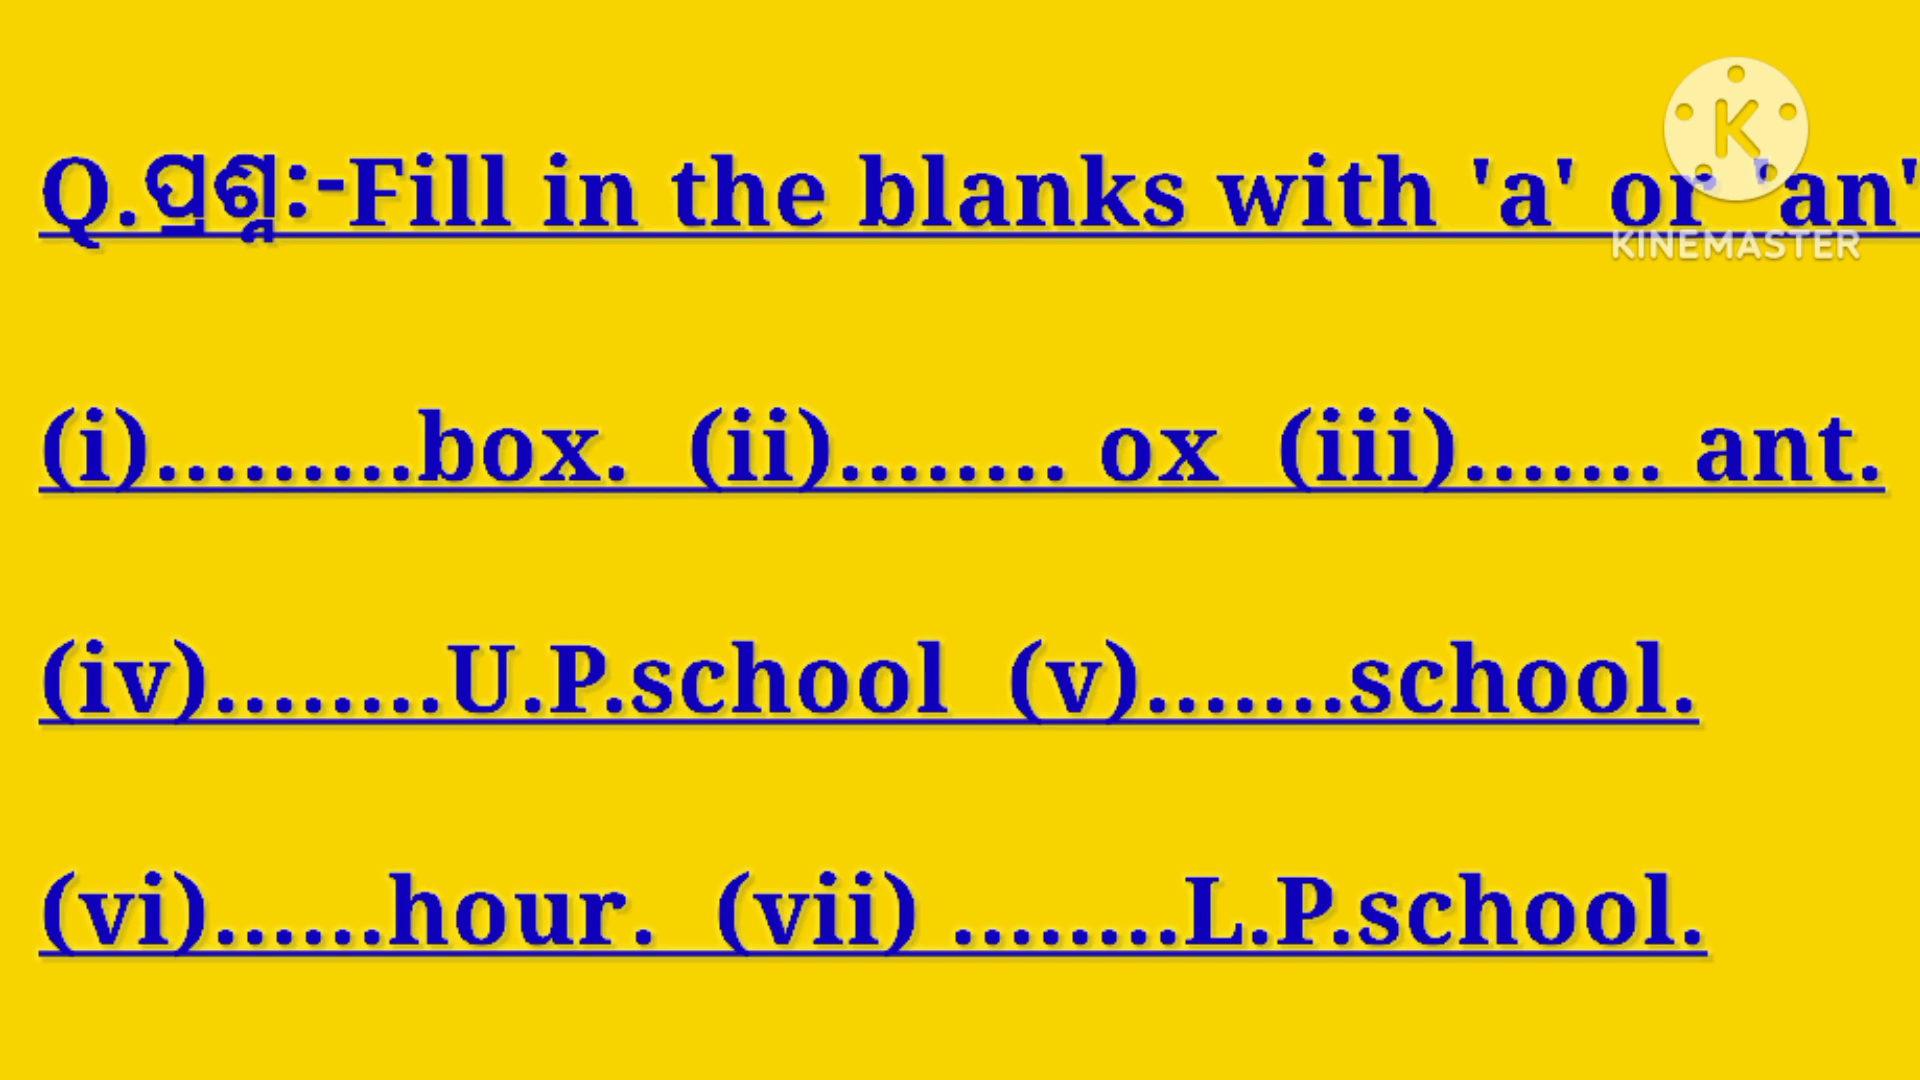 Q.ପ୍ରଶ୍ନ:-Fill in the blanks with 'a' or 'an'
KINEMASTER
(i).........box. (ii)........ ox (iii)....... ant.
(iv)........U.P.school (v).......school.
(vi)......hour. (vii) ........L.P.school.